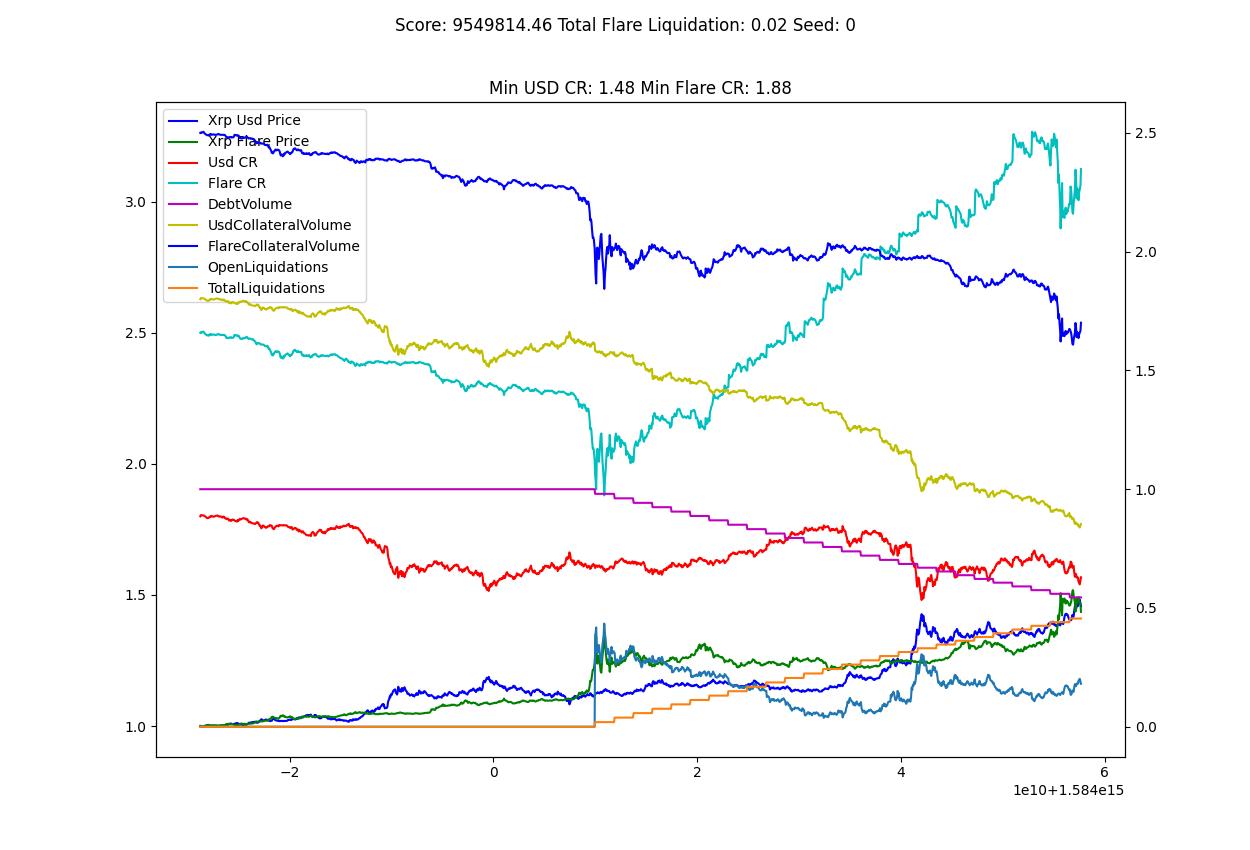 Score: 9549814.46 Total Flare Liquidation: 0.02 Seed: 0
Min USD CR: 1.48 Min Flare CR: 1.88
Xrp Usd Price
Xrp Flare Price
Usd CR
Flare CR
DebtVolume
UsdCollateralVolume
FlareCollateralVolume
OpenLiquidations
TotalLiquidations
3.0
2.5
2.0
1.5
1.0
2.5
2.0
1.5
1.0
0.5
0.0
−2 0 2 4 6
1e10+1.584e15